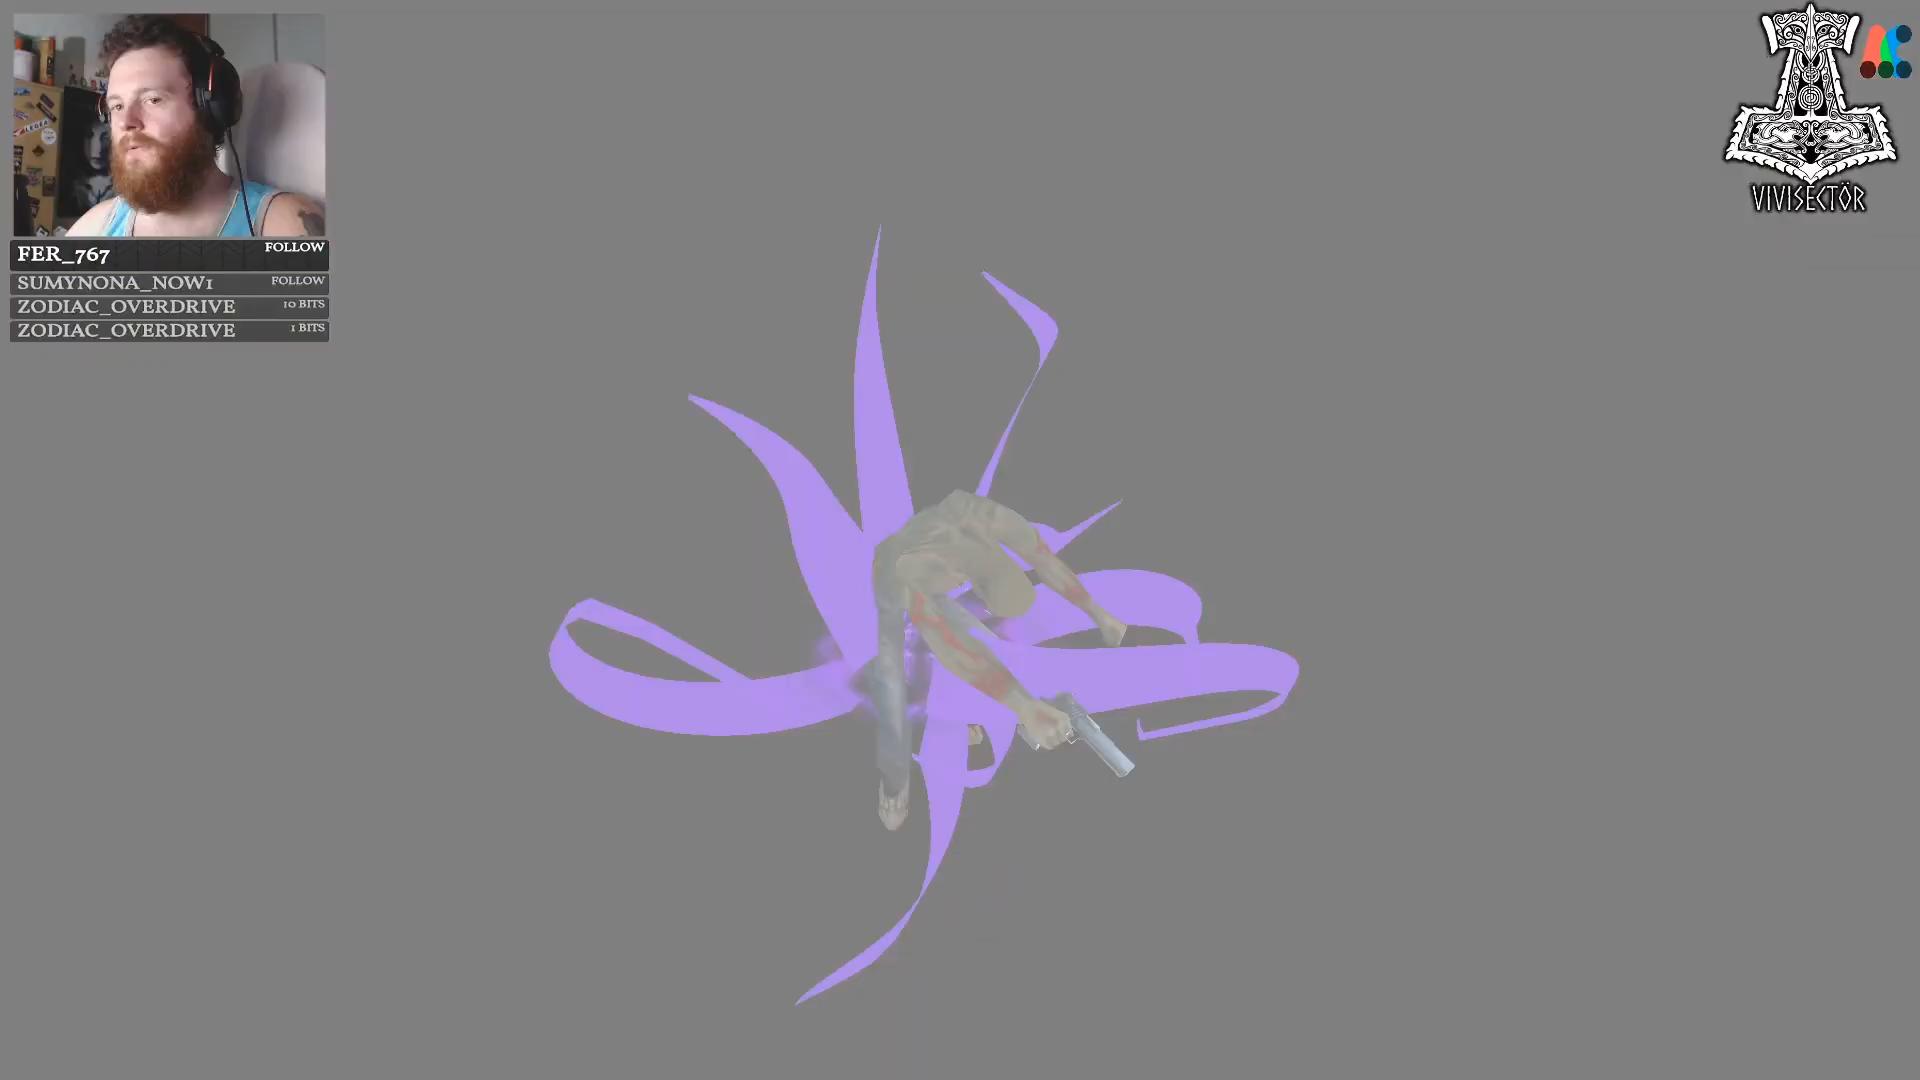 FER_767 FOLLOW
SUMYNONA_NOW1 FOLLOW
ZODIAC_OVERDRIVE 10 BITS
ZODIAC_OVERDRIVE 1 BITS
VIVISECTÖR